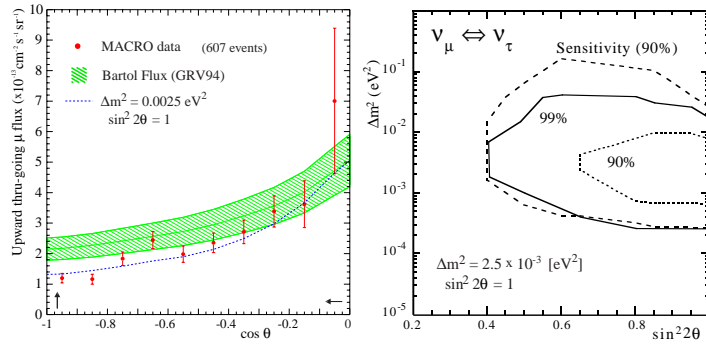 Upward thru-going μ flux (x10⁻¹³ cm⁻² s⁻¹ sr⁻¹)
10
9
8
7
6
5
4
3
2
1
0
MACRO data (607 events)
Bartol Flux (GRV94)
Δm² = 0.0025 eV²
sin² 2θ = 1
-1 -0.8 -0.6 -0.4 -0.2 0
cos θ
Δm² (eV²)
10⁻¹
10⁻²
10⁻³
10⁻⁴
10⁻⁵
νμ ⇔ ντ
Sensitivity (90%)
99%
90%
Δm² = 2.5 x 10⁻³ [eV²]
sin² 2θ = 1
0.2 0.4 0.6 0.8
sin²2θ